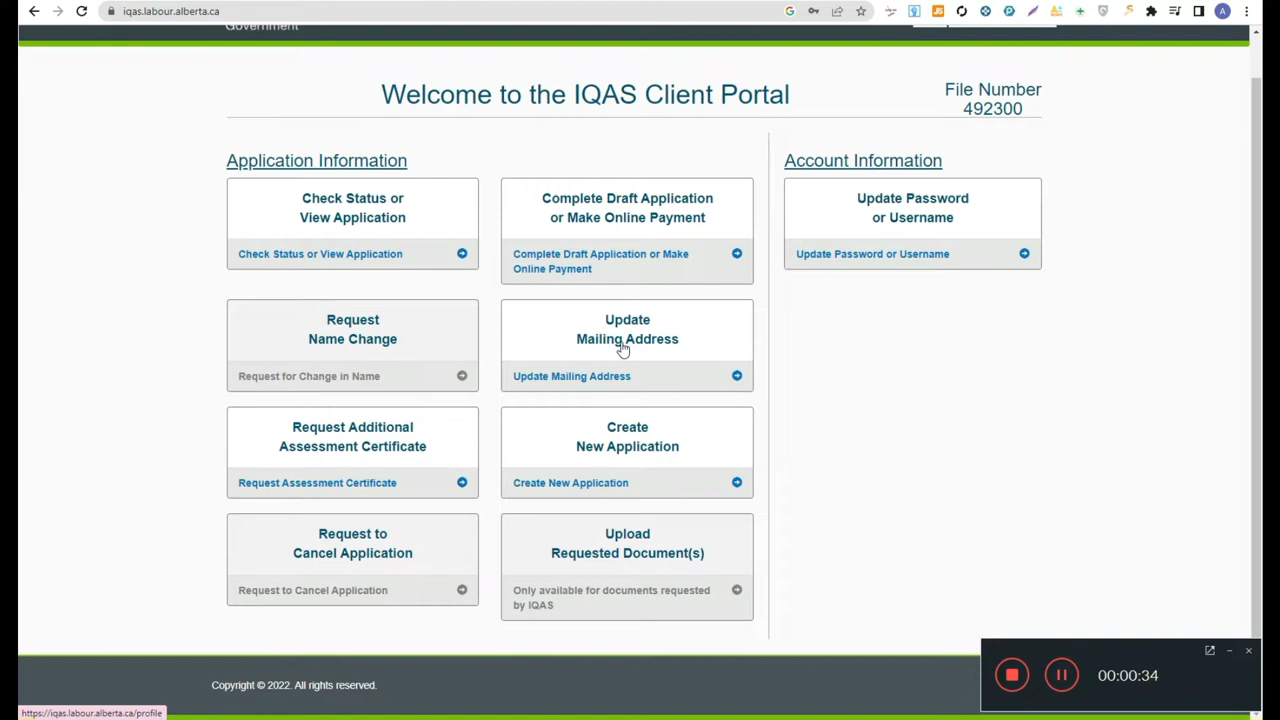 iqas.labour.alberta.ca
A
Government
Welcome to the IQAS Client Portal
File Number
492300
Application Information
Account Information
Check Status or
View Application
Check Status or View Application
Complete Draft Application
or Make Online Payment
Complete Draft Application or Make
Online Payment
Update Password
or Username
Update Password or Username
Request
Name Change
Request for Change in Name
Update
Mailing Address
Update Mailing Address
Request Additional
Assessment Certificate
Request Assessment Certificate
Create
New Application
Create New Application
Request to
Cancel Application
Request to Cancel Application
Upload
Requested Document(s)
Only available for documents requested
by IQAS
Copyright © 2022. All rights reserved.
00:00:34
https://iqas.labour.alberta.ca/profile